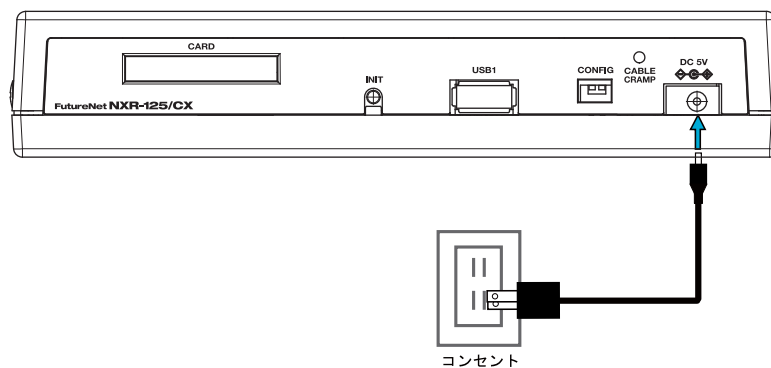 CARD
INIT
USB1
CONFIG
CABLE
CRAMP
DC 5V
FutureNet NXR-125/CX
コンセント